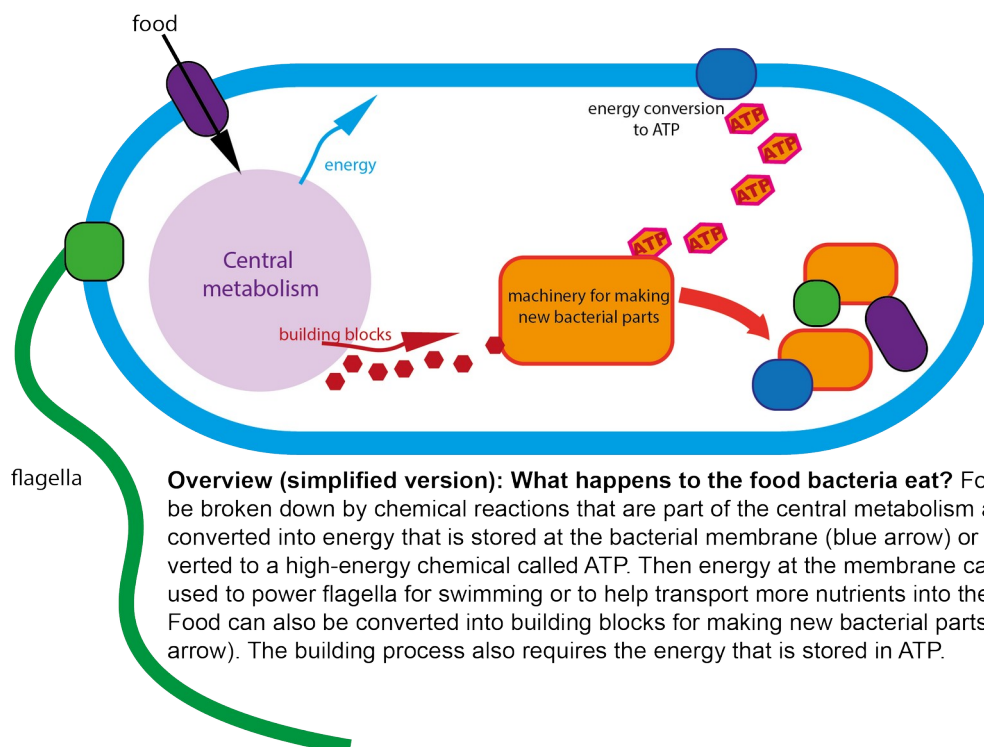 food
energy conversion
to ATP
ATP
ATP
ATP
ATP
ATP
energy
Central
metabolism
building blocks
machinery for making
new bacterial parts
flagella
Overview (simplified version): What happens to the food bacteria eat? Fo
be broken down by chemical reactions that are part of the central metabolism a
converted into energy that is stored at the bacterial membrane (blue arrow) or
verted to a high-energy chemical called ATP. Then energy at the membrane ca
used to power flagella for swimming or to help transport more nutrients into the
Food can also be converted into building blocks for making new bacterial parts
arrow). The building process also requires the energy that is stored in ATP.